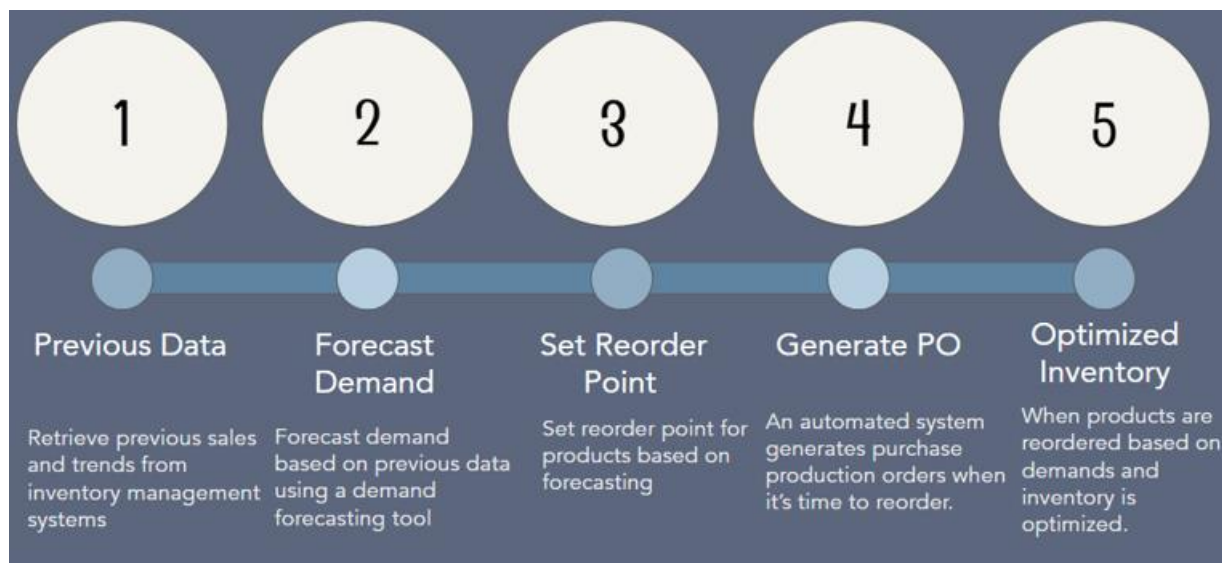 1
2
3
4
5
Previous Data
Retrieve previous sales
and trends from
inventory management
systems
Forecast
Demand
Forecast demand
based on previous data
using a demand
forecasting tool
Set Reorder
Point
Set reorder point for
products based on
forecasting
Generate PO
An automated system
generates purchase
production orders when
it's time to reorder.
Optimized
Inventory
When products are
reordered based on
demands and
inventory is
optimized.